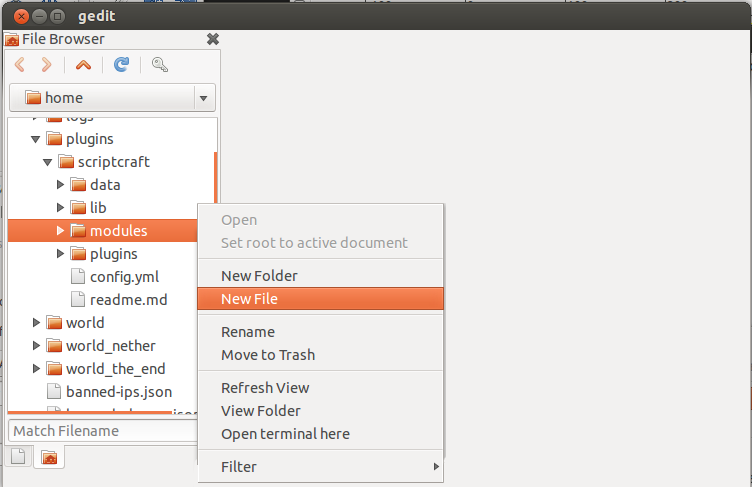 gedit
File Browser
home
logs
plugins
scriptcraft
data
lib
modules
plugins
config.yml
readme.md
world
world_nether
world_the_end
banned-ips.json
Match Filename
Open
Set root to active document
New Folder
New File
Rename
Move to Trash
Refresh View
View Folder
Open terminal here
Filter